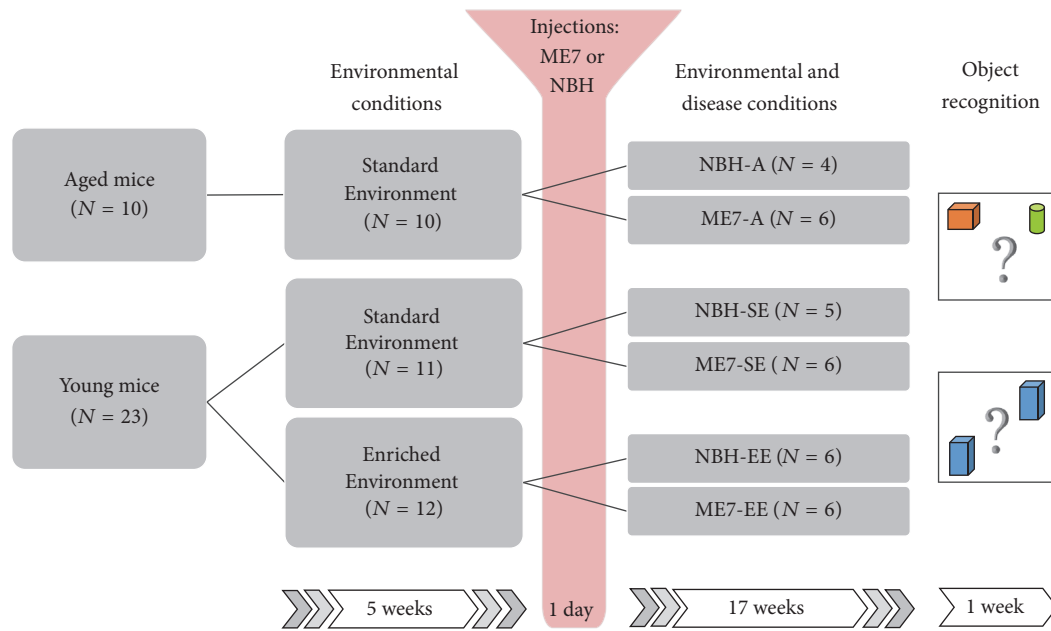 Injections:
ME7 or
NBH
Environmental
conditions
Environmental and
disease conditions
Object
recognition
Aged mice
(N = 10)
Standard
Environment
(N = 10)
NBH-A (N = 4)
ME7-A (N = 6)
Young mice
(N = 23)
Standard
Environment
(N = 11)
NBH-SE (N = 5)
ME7-SE (N = 6)
Enriched
Environment
(N = 12)
NBH-EE (N = 6)
ME7-EE (N = 6)
?
?
5 weeks
1 day
17 weeks
1 week